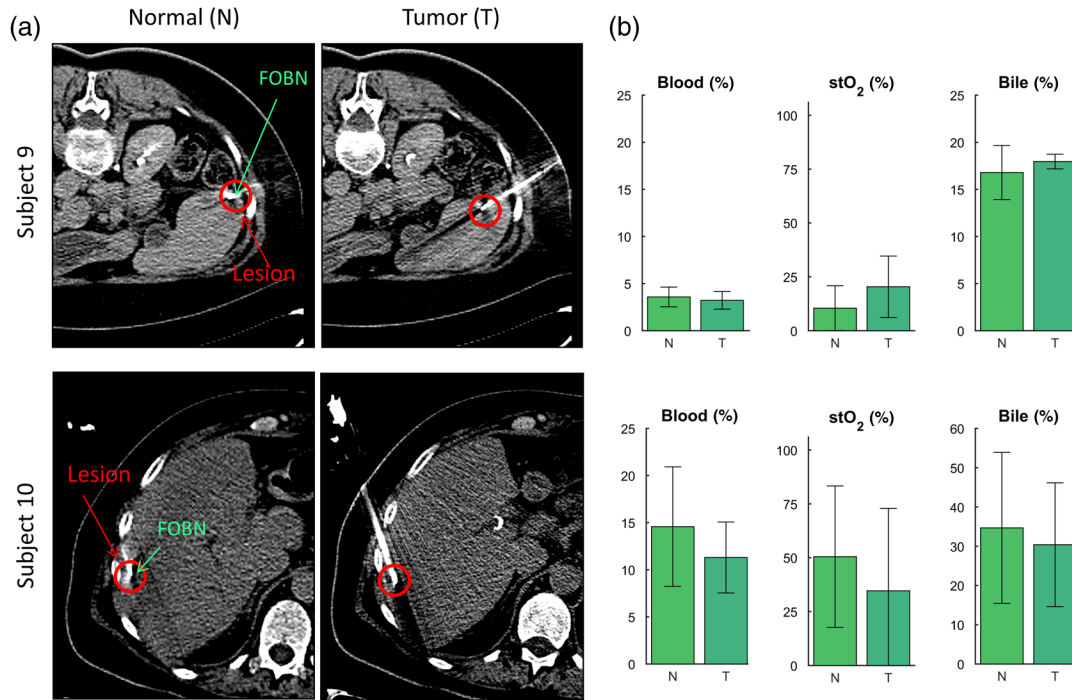 (a)
Normal (N)
Tumor (T)
(b)
Subject 9
FOBN
Lesion
Blood (%)
25
20
15
10
5
0
N
T
stO₂ (%)
100
75
50
25
0
N
T
Bile (%)
25
20
15
10
5
0
N
T
Subject 10
Lesion
FOBN
Blood (%)
25
20
15
10
5
0
N
T
stO₂ (%)
100
75
50
25
0
N
T
Bile (%)
60
50
40
30
20
10
0
N
T